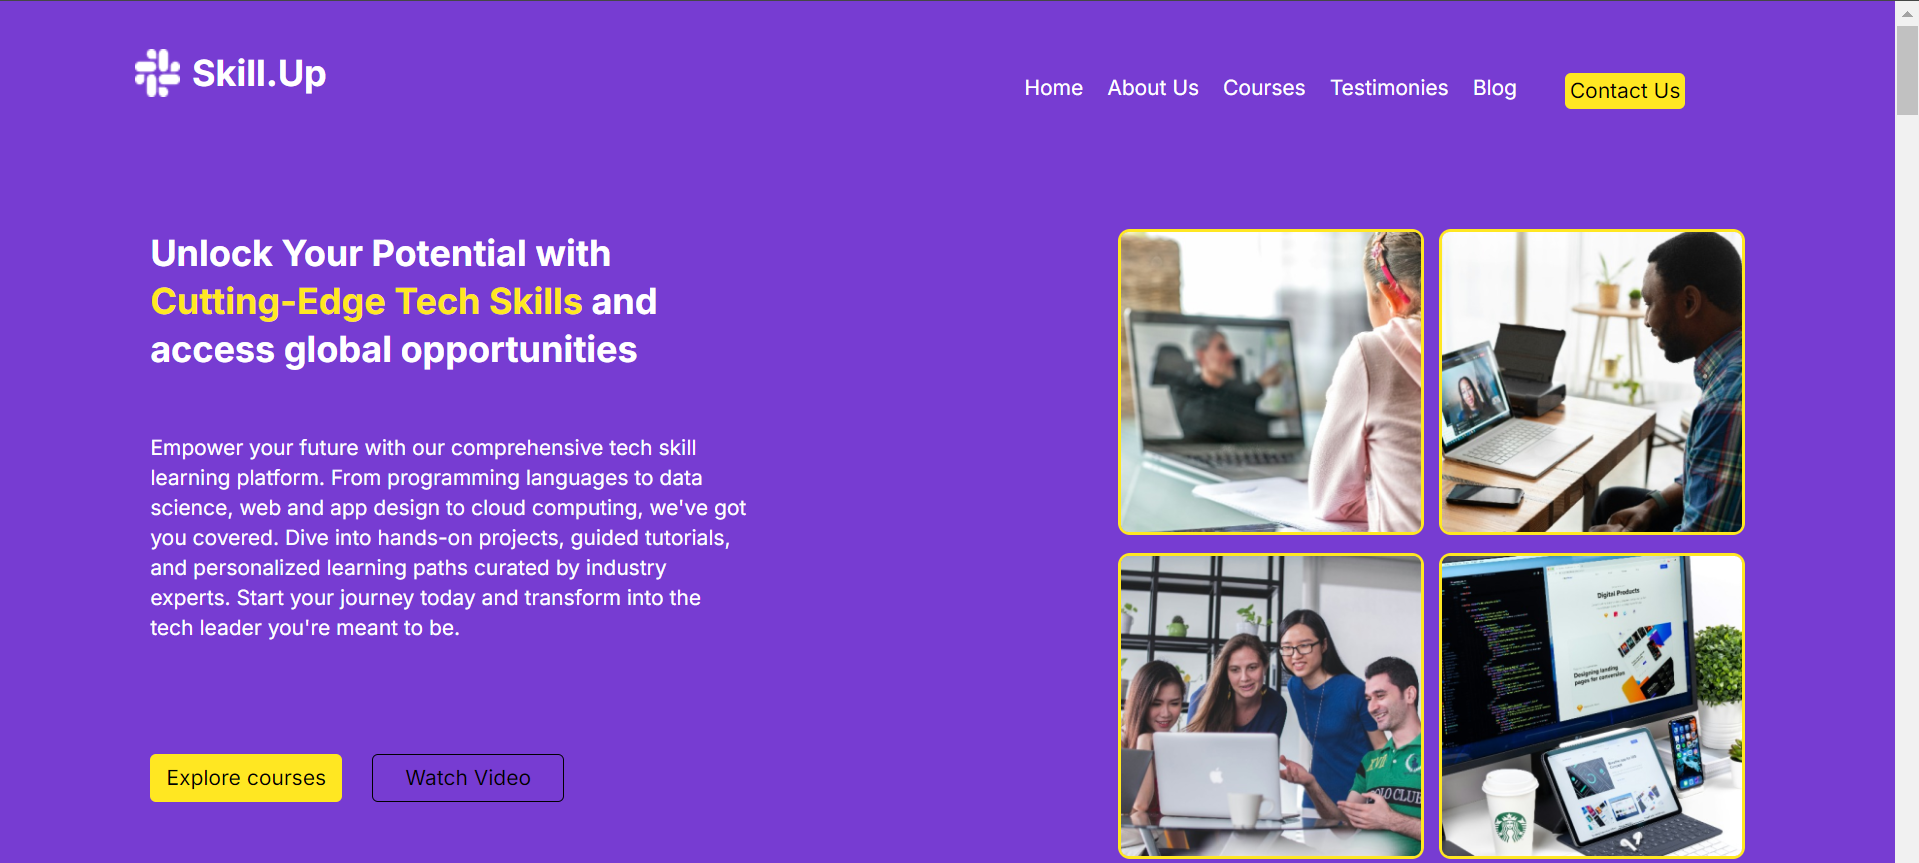 Skill.Up
Home About Us Courses Testimonies Blog Contact Us
Unlock Your Potential with
Cutting-Edge Tech Skills and
access global opportunities
Empower your future with our comprehensive tech skill
learning platform. From programming languages to data
science, web and app design to cloud computing, we've got
you covered. Dive into hands-on projects, guided tutorials,
and personalized learning paths curated by industry
experts. Start your journey today and transform into the
tech leader you're meant to be.
Explore courses Watch Video
Digital Products
Designing landing
pages for conversion